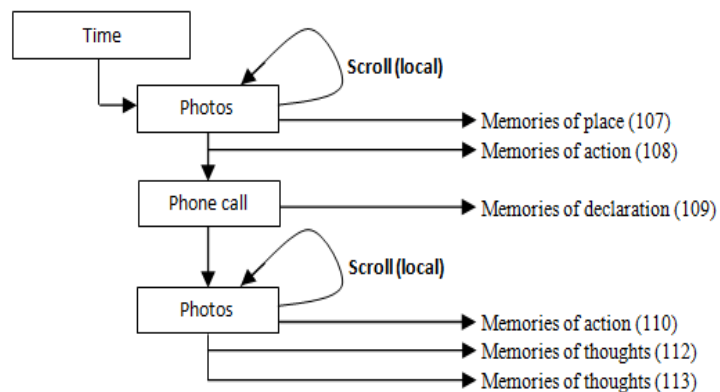 Time
Scroll (local)
Photos
Memories of place (107)
Memories of action (108)
Phone call
Memories of declaration (109)
Scroll (local)
Photos
Memories of action (110)
Memories of thoughts (112)
Memories of thoughts (113)